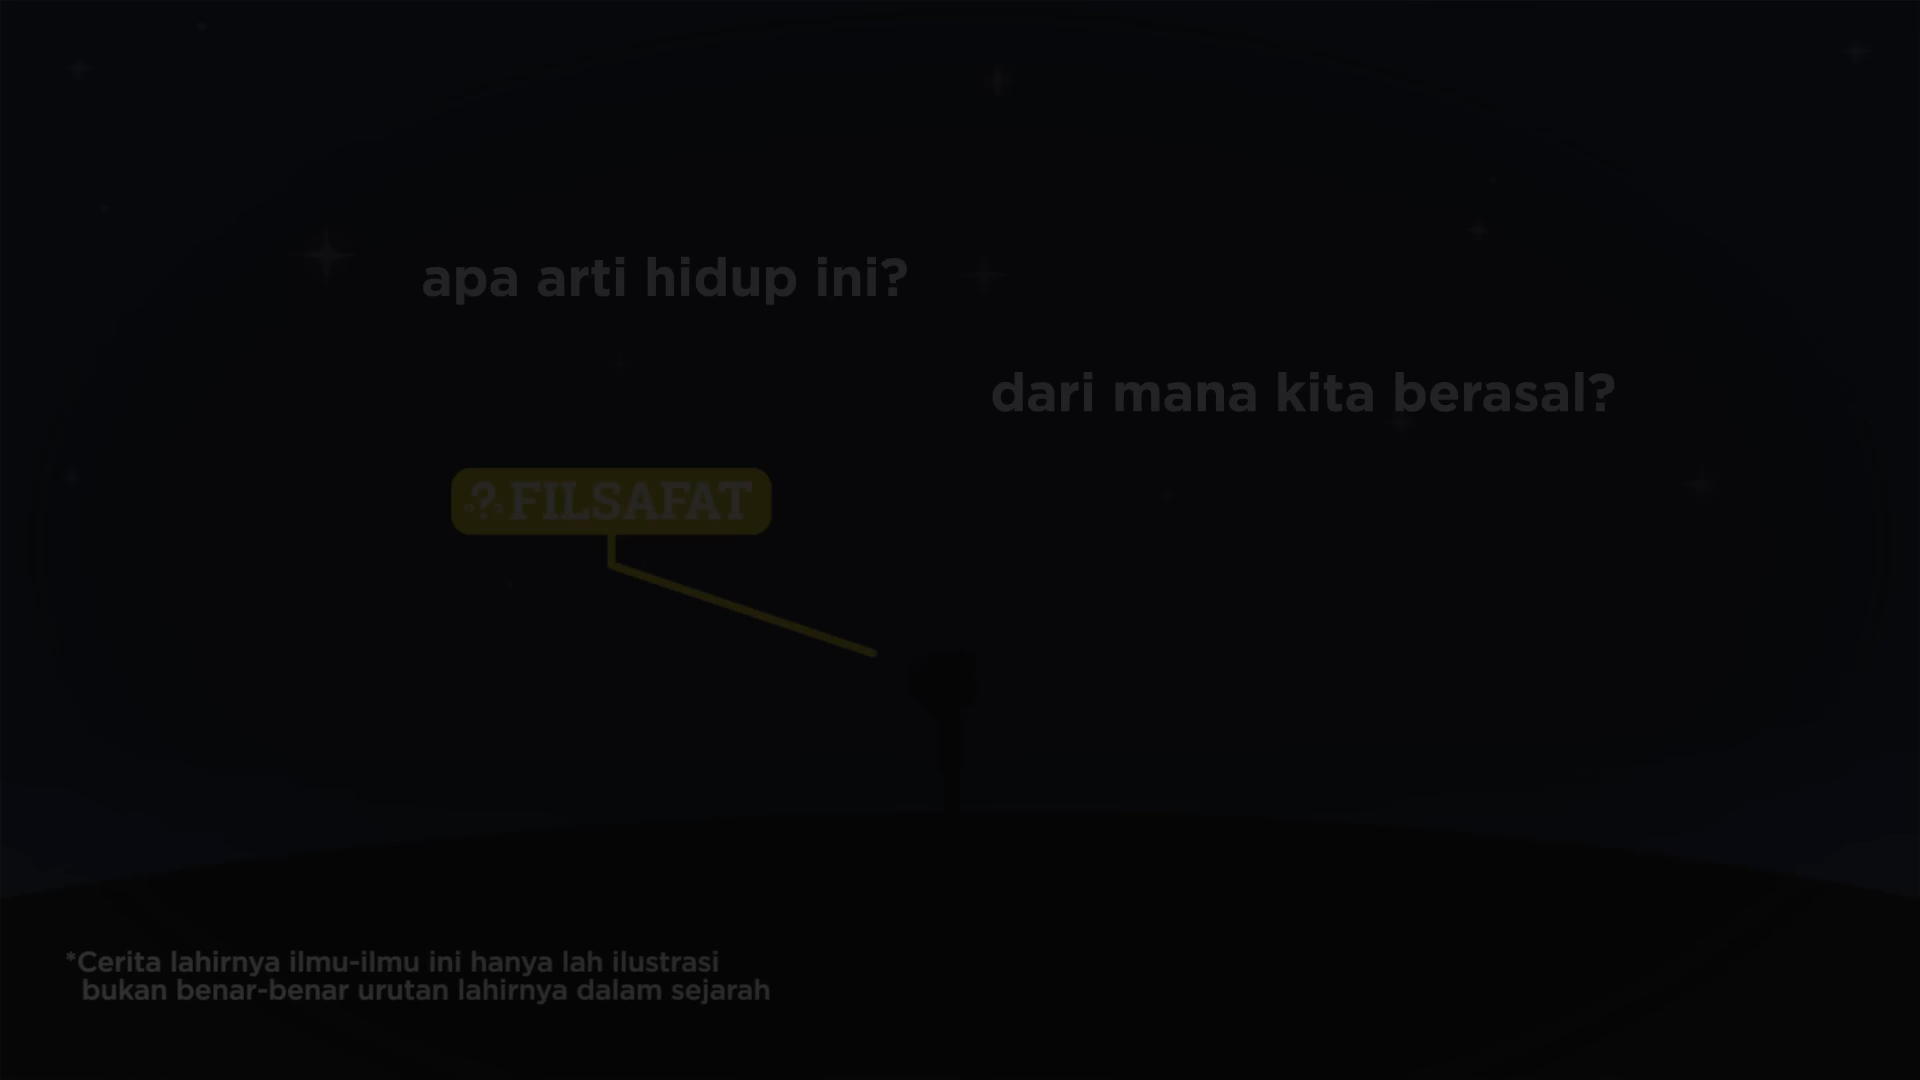 apa arti hidup ini?
dari mana kita berasal?
FILSAFAT
*Cerita lahirnya ilmu-ilmu ini hanya lah ilustrasi
bukan benar-benar urutan lahirnya dalam sejarah